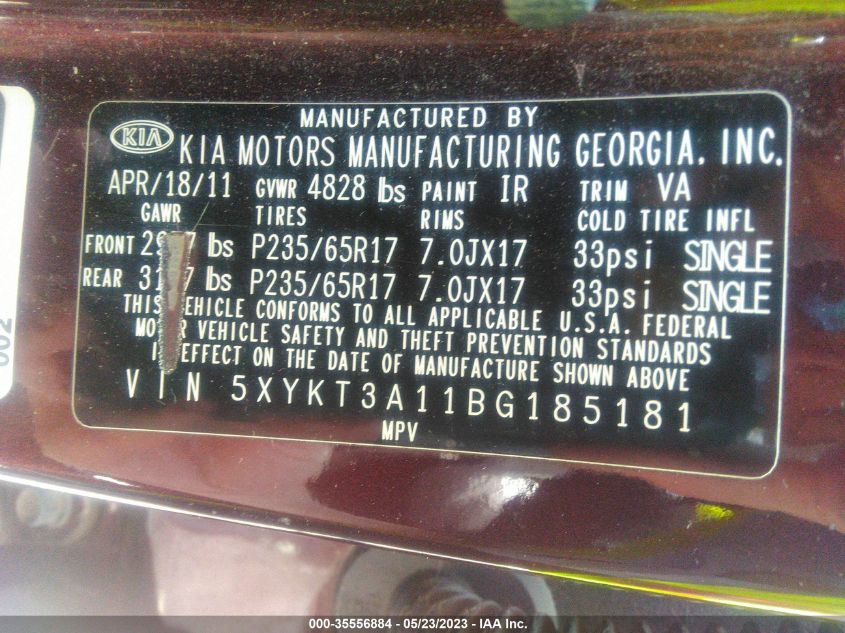 MANUFACTURED BY
KIA KIA MOTORS MANUFACTURING GEORGIA. INC.
APR/18/11 GVWR 4828 lbs PAINT IR TRIM VA
GAWR TIRES RIMS COLD TIRE INFL
FRONT lbs P235/65R17 7.0JX17 33psi SINGLE
REAR lbs P235/65R17 7.0JX17 33psi SINGLE
THIS VEHICLE CONFORMS TO ALL APPLICABLE U.S.A. FEDERAL
MOTOR VEHICLE SAFETY AND THEFT PREVENTION STANDARDS
IN EFFECT ON THE DATE OF MANUFACTURE SHOWN ABOVE
VIN 5XYKT3A11BG185181
MPV
002
000-35556884 - 05/23/2023 - IAA Inc.